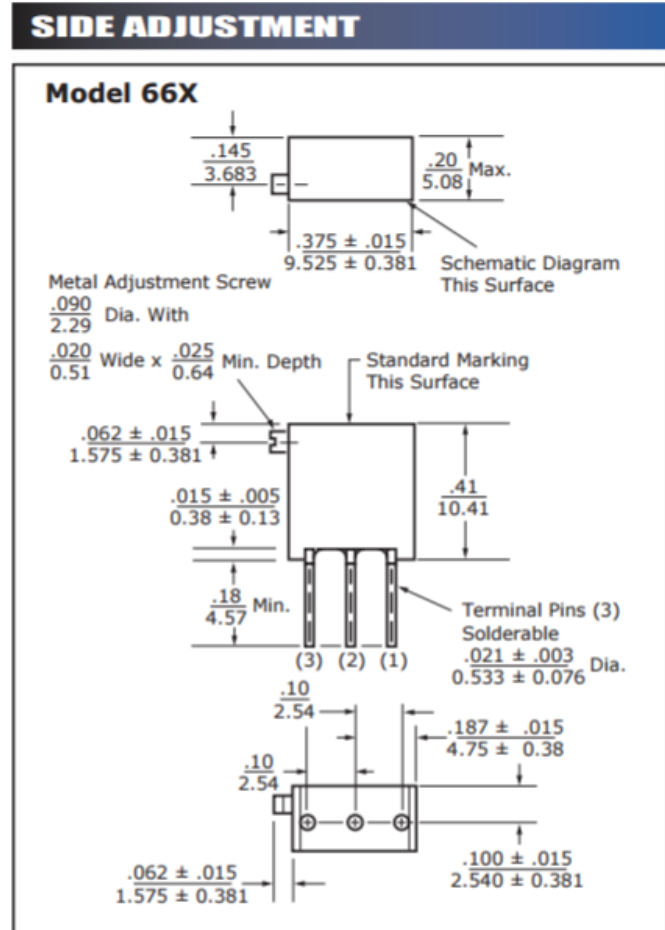 SIDE ADJUSTMENT
Model 66X
.145
3.683
.20
5.08
Max.
.375 ± .015
9.525 ± 0.381
Schematic Diagram
This Surface
Metal Adjustment Screw
.090
2.29
Dia. With
.020
0.51
Wide x
.025
0.64
Min. Depth
Standard Marking
This Surface
.062 ± .015
1.575 ± 0.381
.015 ± .005
0.38 ± 0.13
.41
10.41
.18
4.57
Min.
Terminal Pins (3)
Solderable
.021 ± .003
0.533 ± 0.076
Dia.
(3) (2) (1)
.10
2.54
.187 ± .015
4.75 ± 0.38
.10
2.54
.062 ± .015
1.575 ± 0.381
.100 ± .015
2.540 ± 0.381